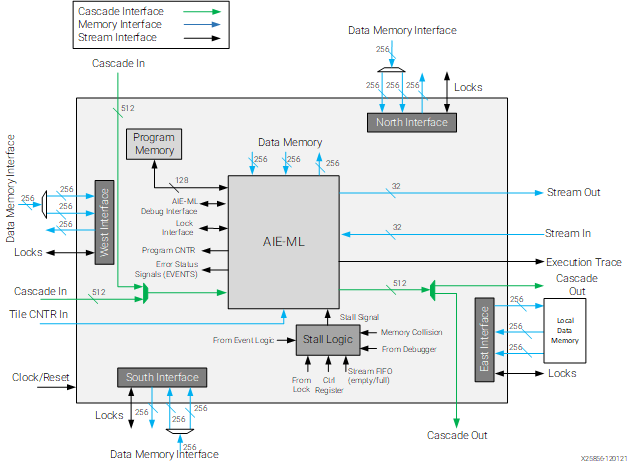 Cascade Interface
Memory Interface
Stream Interface
Data Memory Interface
256
Cascade In
256
256
256
Locks
512
North Interface
Program
Memory
Data Memory
256
256
256
128
AIE-ML
Debug Interface
Lock
Interface
Program CNTR
Error Status
Signals (EVENTS)
AIE-ML
32
Stream Out
32
Stream In
Execution Trace
512
Cascade
Out
Data Memory Interface
256
256
256
256
West Interface
Locks
Cascade In
512
Tile CNTR In
Stall Signal
From Event Logic
Stall Logic
Memory Collision
From Debugger
From
Lock
Ctrl
Register
Stream FIFO
(empty/full)
East Interface
256
256
256
Local
Data
Memory
Locks
Clock/Reset
South Interface
Locks
256
256
256
256
Data Memory Interface
Cascade Out
X25856-120121